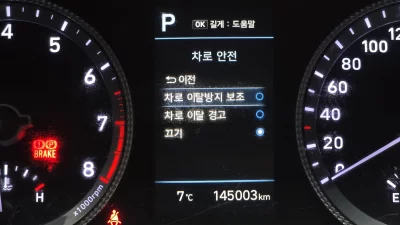 P OK 길게 : 도움말
차로 안전
이전
차로 이탈방지 보조
차로 이탈 경고
끄기
7℃ 145003 km
4
5
6
7
8
x1000rpm
H
BRAKE
20
40
60
80
100
120